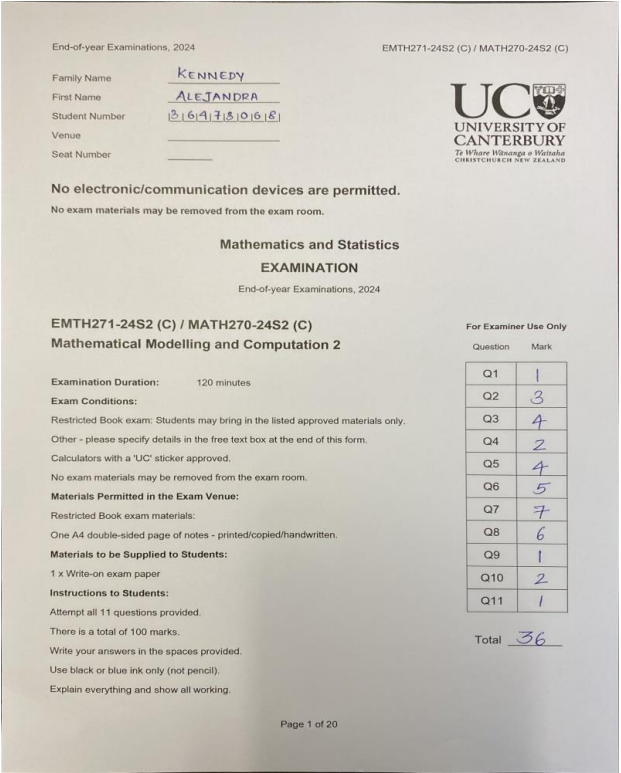 End-of-year Examinations, 2024 EMTH271-24S2 (C) / MATH270-24S2 (C)
Family Name KENNEDY
First Name ALEJANDRA
Student Number 36478068
Venue
Seat Number
UC
UNIVERSITY OF
CANTERBURY
Te Whare Wānanga o Waitaha
CHRISTCHURCH NEW ZEALAND
No electronic/communication devices are permitted.
No exam materials may be removed from the exam room.
Mathematics and Statistics
EXAMINATION
End-of-year Examinations, 2024
EMTH271-24S2 (C) / MATH270-24S2 (C)
Mathematical Modelling and Computation 2
Examination Duration: 120 minutes
Exam Conditions:
Restricted Book exam: Students may bring in the listed approved materials only.
Other - please specify details in the free text box at the end of this form.
Calculators with a 'UC' sticker approved.
No exam materials may be removed from the exam room.
Materials Permitted in the Exam Venue:
Restricted Book exam materials:
One A4 double-sided page of notes - printed/copied/handwritten.
Materials to be Supplied to Students:
1 x Write-on exam paper
Instructions to Students:
Attempt all 11 questions provided.
There is a total of 100 marks.
Write your answers in the spaces provided.
Use black or blue ink only (not pencil).
Explain everything and show all working.
For Examiner Use Only
Question Mark
Q1 1
Q2 3
Q3 4
Q4 2
Q5 4
Q6 5
Q7 7
Q8 6
Q9 1
Q10 2
Q11 1
Total 36
Page 1 of 20